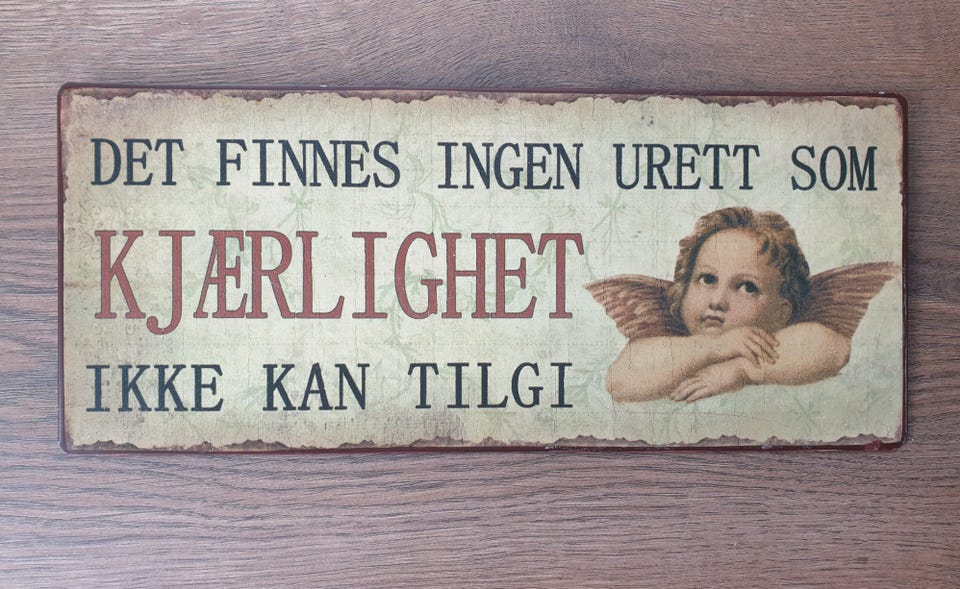 DET FINNES INGEN URETT SOM
KJÆRLIGHET
IKKE KAN TILGI